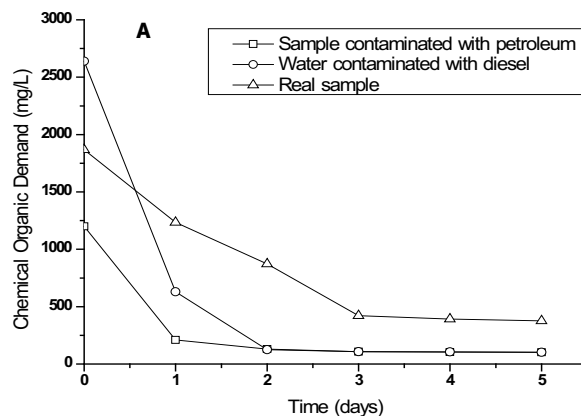 A
Sample contaminated with petroleum
Water contaminated with diesel
Real sample
Chemical Organic Demand (mg/L)
3000
2500
2000
1500
1000
500
0
0 1 2 3 4 5
Time (days)